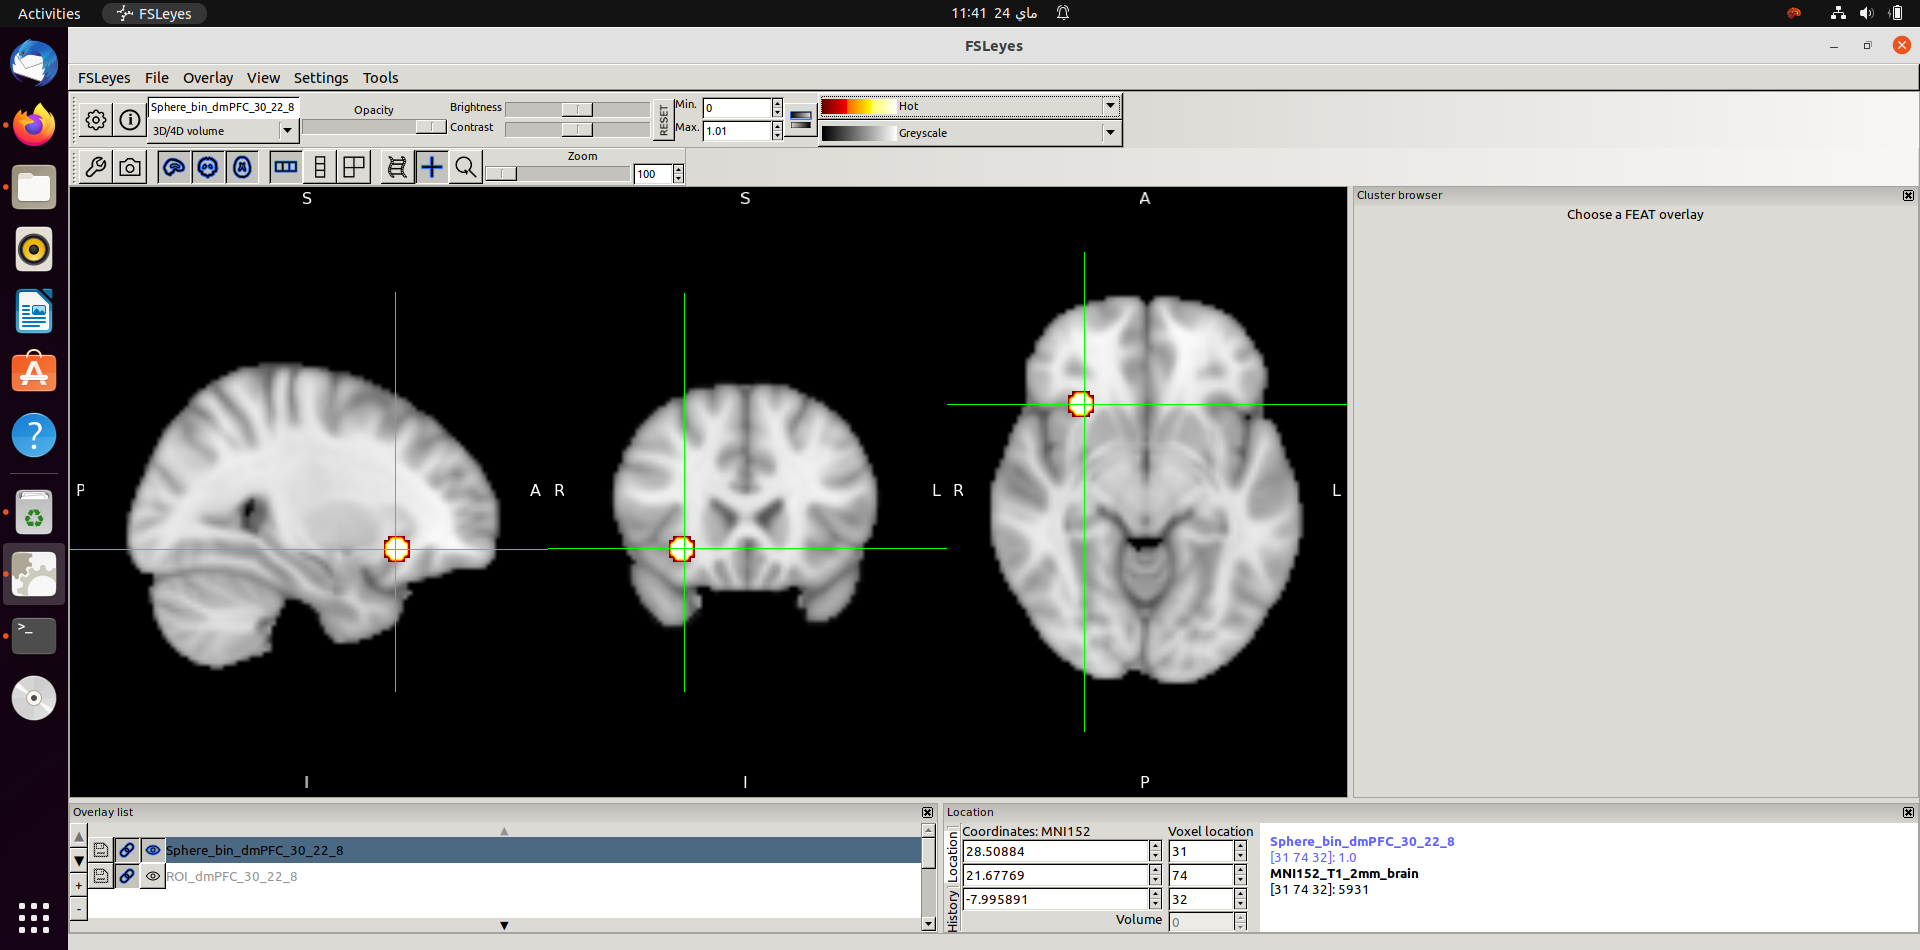 Activities
FSLeyes
11:41 24 ماي
FSLeyes
FSLeyes File Overlay View Settings Tools
Sphere_bin_dmPFC_30_22_8
3D/4D volume
Opacity
Brightness
Contrast
RESET
Min.
0
Max.
1.01
Hot
Greyscale
Zoom
100
S
S
A
P
A
R
L
R
L
I
I
P
Cluster browser
Choose a FEAT overlay
Overlay list
Sphere_bin_dmPFC_30_22_8
ROI_dmPFC_30_22_8
+
-
Location
Location
History
Coordinates: MNI152
Voxel location
28.50884
31
21.67769
74
-7.995891
32
Volume
0
Sphere_bin_dmPFC_30_22_8
[31 74 32]: 1.0
MNI152_T1_2mm_brain
[31 74 32]: 5931